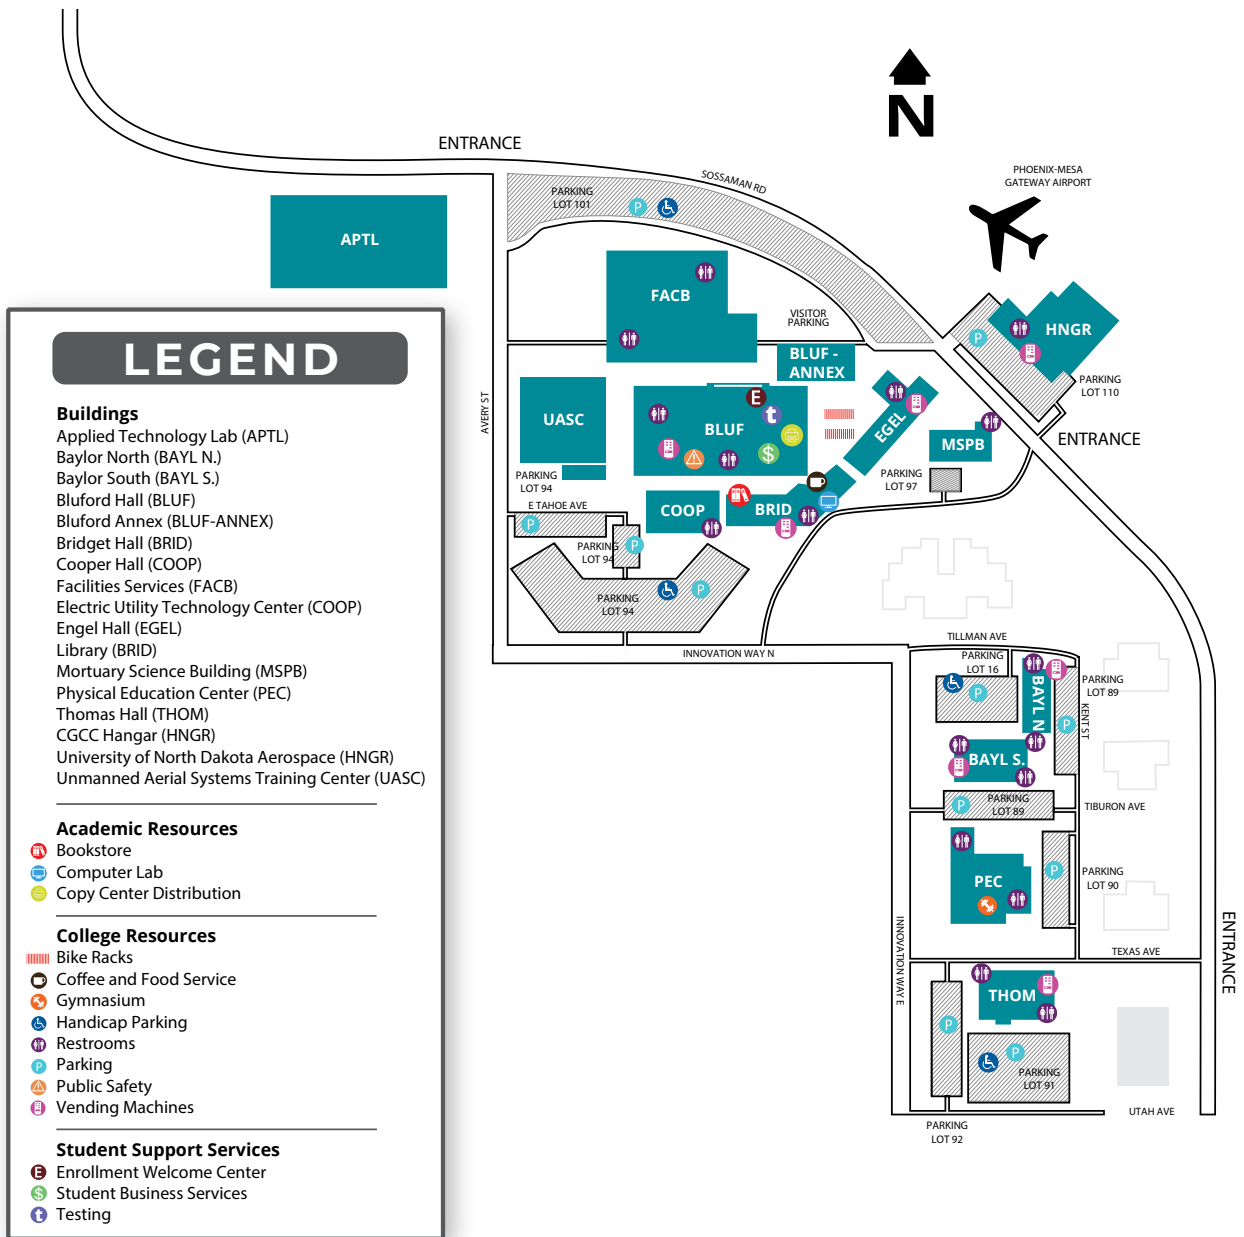 N
ENTRANCE
PHOENIX-MESA
GATEWAY AIRPORT
SOSSAMAN RD
PARKING
LOT 101
P
APTL
FACB
VISITOR
PARKING
HNGR
P
PARKING
LOT 110
ENTRANCE
BLUF -
ANNEX
AVERY ST
UASC
BLUF
E
t
$
EGEL
MSPB
PARKING
LOT 97
PARKING
LOT 94
E TAHOE AVE
P
COOP
BRID
PARKING
LOT 94
P
PARKING
LOT 94
P
INNOVATION WAY N
TILLMAN AVE
PARKING
LOT 16
P
BAYL N
PARKING
LOT 89
KENT ST
P
BAYL S.
P
PARKING
LOT 89
TIBURON AVE
PEC
P
PARKING
LOT 90
INNOVATION WAY E
TEXAS AVE
ENTRANCE
THOM
P
P
PARKING
LOT 91
UTAH AVE
PARKING
LOT 92
LEGEND
Buildings
Applied Technology Lab (APTL)
Baylor North (BAYL N.)
Baylor South (BAYL S.)
Bluford Hall (BLUF)
Bluford Annex (BLUF-ANNEX)
Bridget Hall (BRID)
Cooper Hall (COOP)
Facilities Services (FACB)
Electric Utility Technology Center (COOP)
Engel Hall (EGEL)
Library (BRID)
Mortuary Science Building (MSPB)
Physical Education Center (PEC)
Thomas Hall (THOM)
CGCC Hangar (HNGR)
University of North Dakota Aerospace (HNGR)
Unmanned Aerial Systems Training Center (UASC)
Academic Resources
Bookstore
Computer Lab
Copy Center Distribution
College Resources
Bike Racks
Coffee and Food Service
Gymnasium
Handicap Parking
Restrooms
P Parking
Public Safety
Vending Machines
Student Support Services
E Enrollment Welcome Center
$ Student Business Services
t Testing